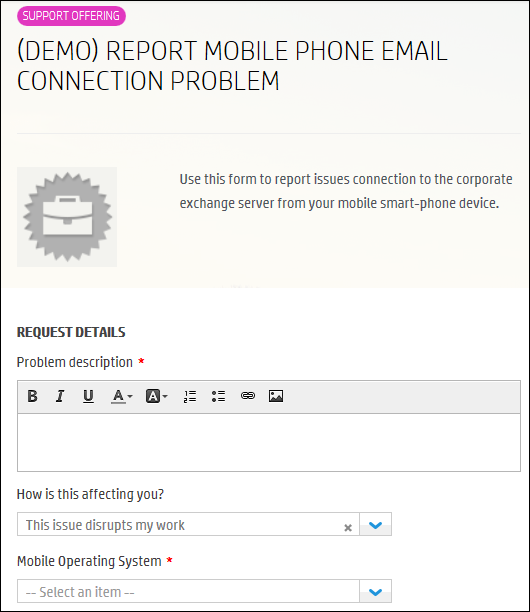 SUPPORT OFFERING
(DEMO) REPORT MOBILE PHONE EMAIL
CONNECTION PROBLEM
Use this form to report issues connection to the corporate
exchange server from your mobile smart-phone device.
REQUEST DETAILS
Problem description *
B I U A A
How is this affecting you?
This issue disrupts my work ×
Mobile Operating System *
-- Select an item --